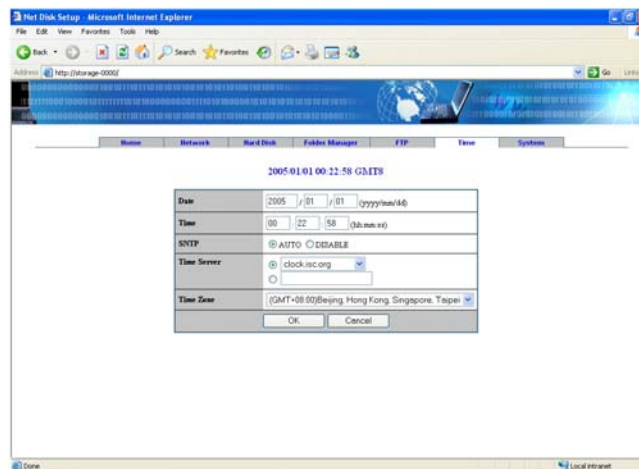 Net Disk Setup - Microsoft Internet Explorer
File Edit View Favorites Tools Help
Back Search Favorites
Address http://storage-0000/ Go Links
Home Network Hard Disk Folder Manager FTP Time System
2005/01/01 00:22:58 GMT8
Date 2005 / 01 / 01 (yyyy/mm/dd)
Time 00 : 22 : 58 (hh:mm:ss)
SNTP AUTO DISABLE
Time Server clock.isc.org
Time Zone (GMT+08:00)Beijing, Hong Kong, Singapore, Taipei
OK Cancel
Done Local intranet